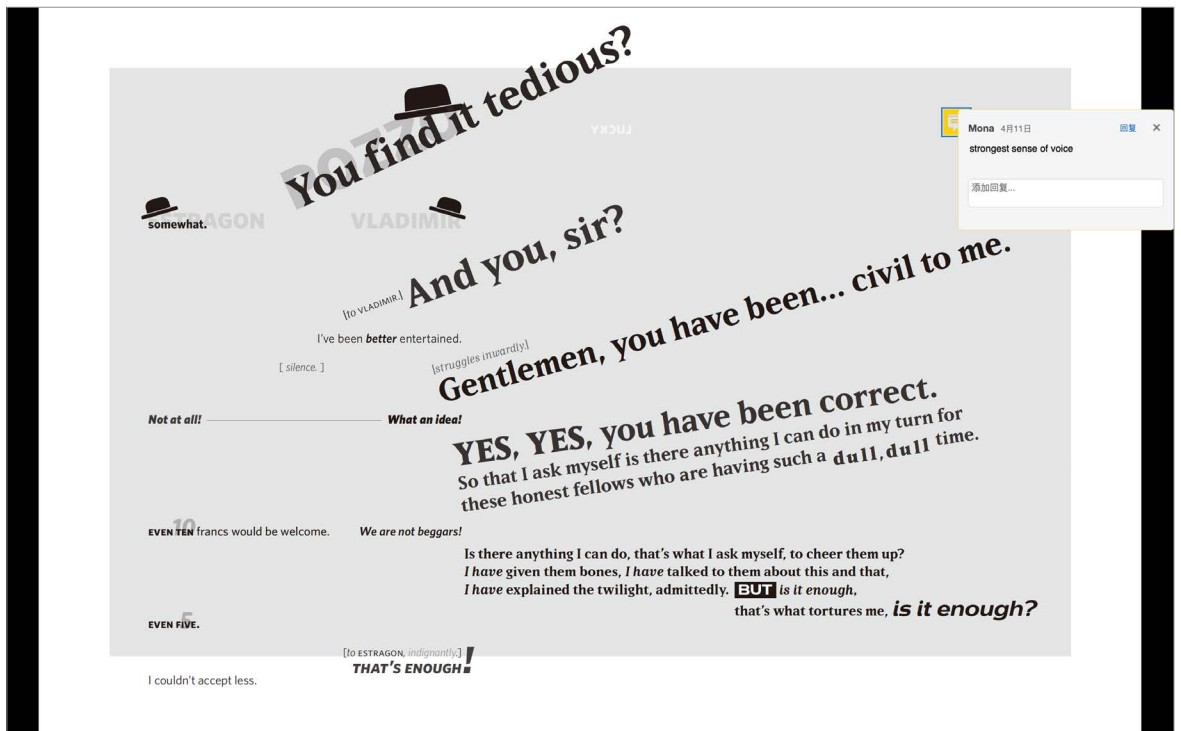 You find it tedious?
POZZO
LUCKY
Mona 4月11日 回复
strongest sense of voice
添加回复...
ESTRAGON
VLADIMIR
somewhat.
[to VLADIMIR.] And you, sir?
I've been better entertained.
[ silence. ]
[struggles inwardly.]
Gentlemen, you have been... civil to me.
Not at all! What an idea!
YES, YES, you have been correct.
So that I ask myself is there anything I can do in my turn for
these honest fellows who are having such a dull, dull time.
10
EVEN TEN francs would be welcome. We are not beggars!
Is there anything I can do, that's what I ask myself, to cheer them up?
I have given them bones, I have talked to them about this and that,
I have explained the twilight, admittedly. BUT is it enough,
that's what tortures me, is it enough?
5
EVEN FIVE.
[to ESTRAGON, indignantly.]
THAT'S ENOUGH!
I couldn't accept less.